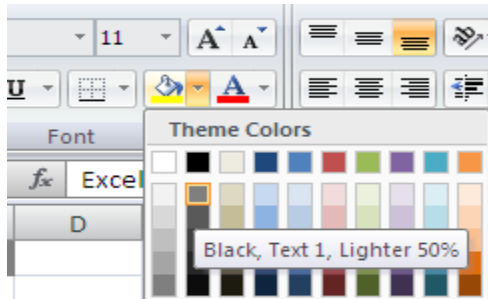 11 A A
U A
Font
Theme Colors
fx Excel
D
Black, Text 1, Lighter 50%